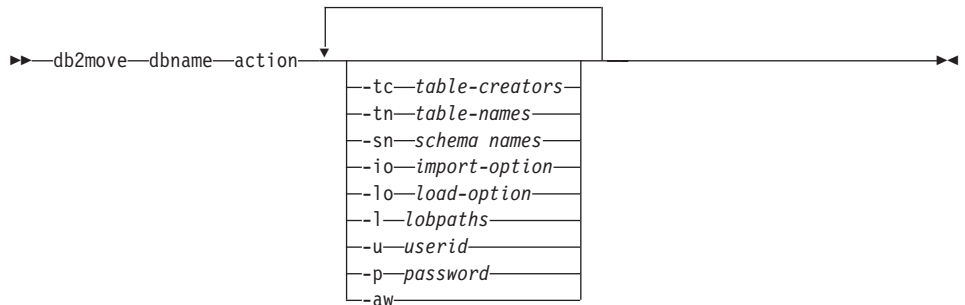 db2move dbname action
-tc table-creators
-tn table-names
-sn schema names
-io import-option
-lo load-option
-l lobpaths
-u userid
-p password
-aw